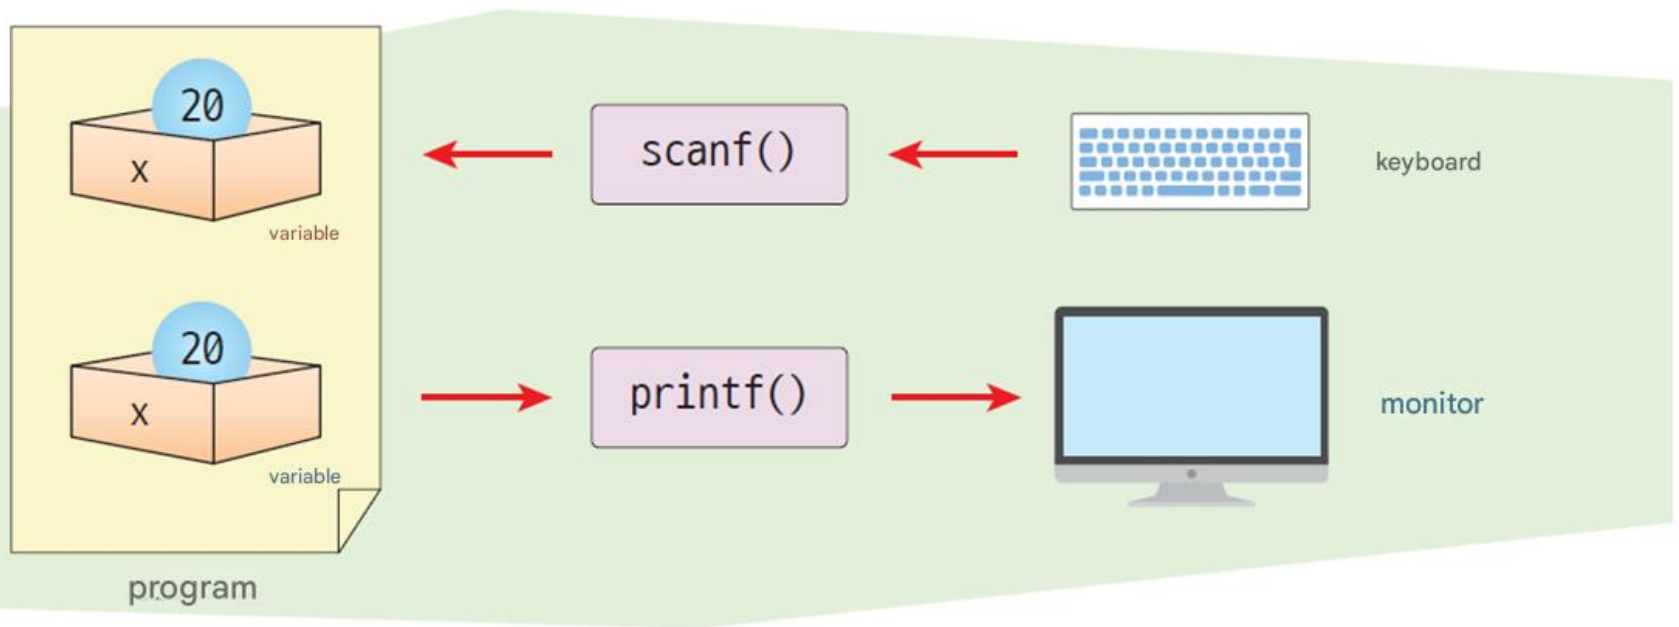 20
x
variable
scanf()
keyboard
20
x
variable
printf()
monitor
program